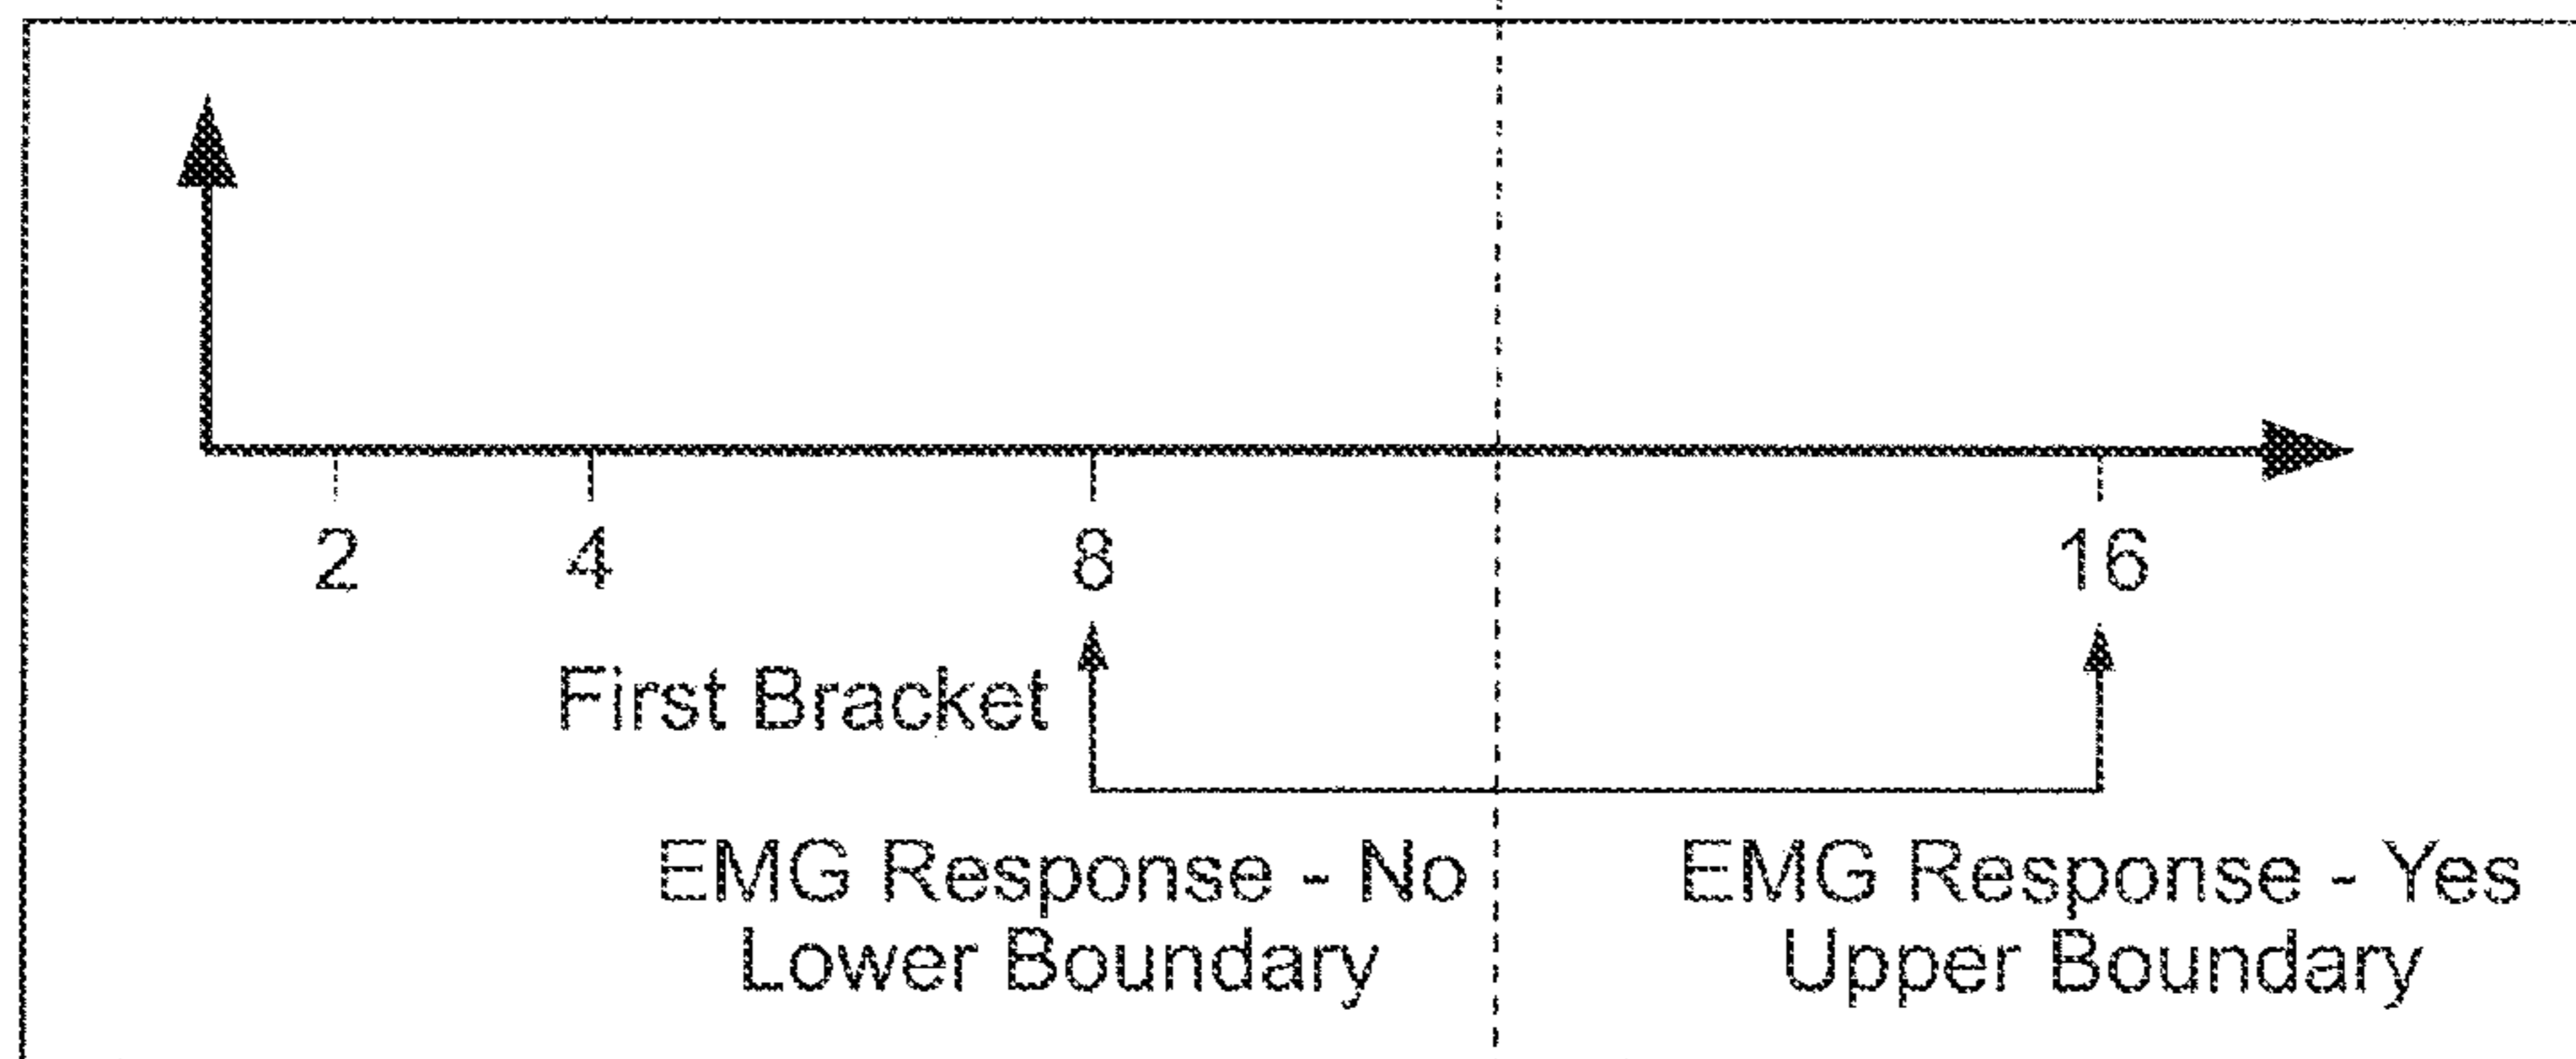 2 4 8 16
First Bracket
EMG Response - No EMG Response - Yes
Lower Boundary Upper Boundary